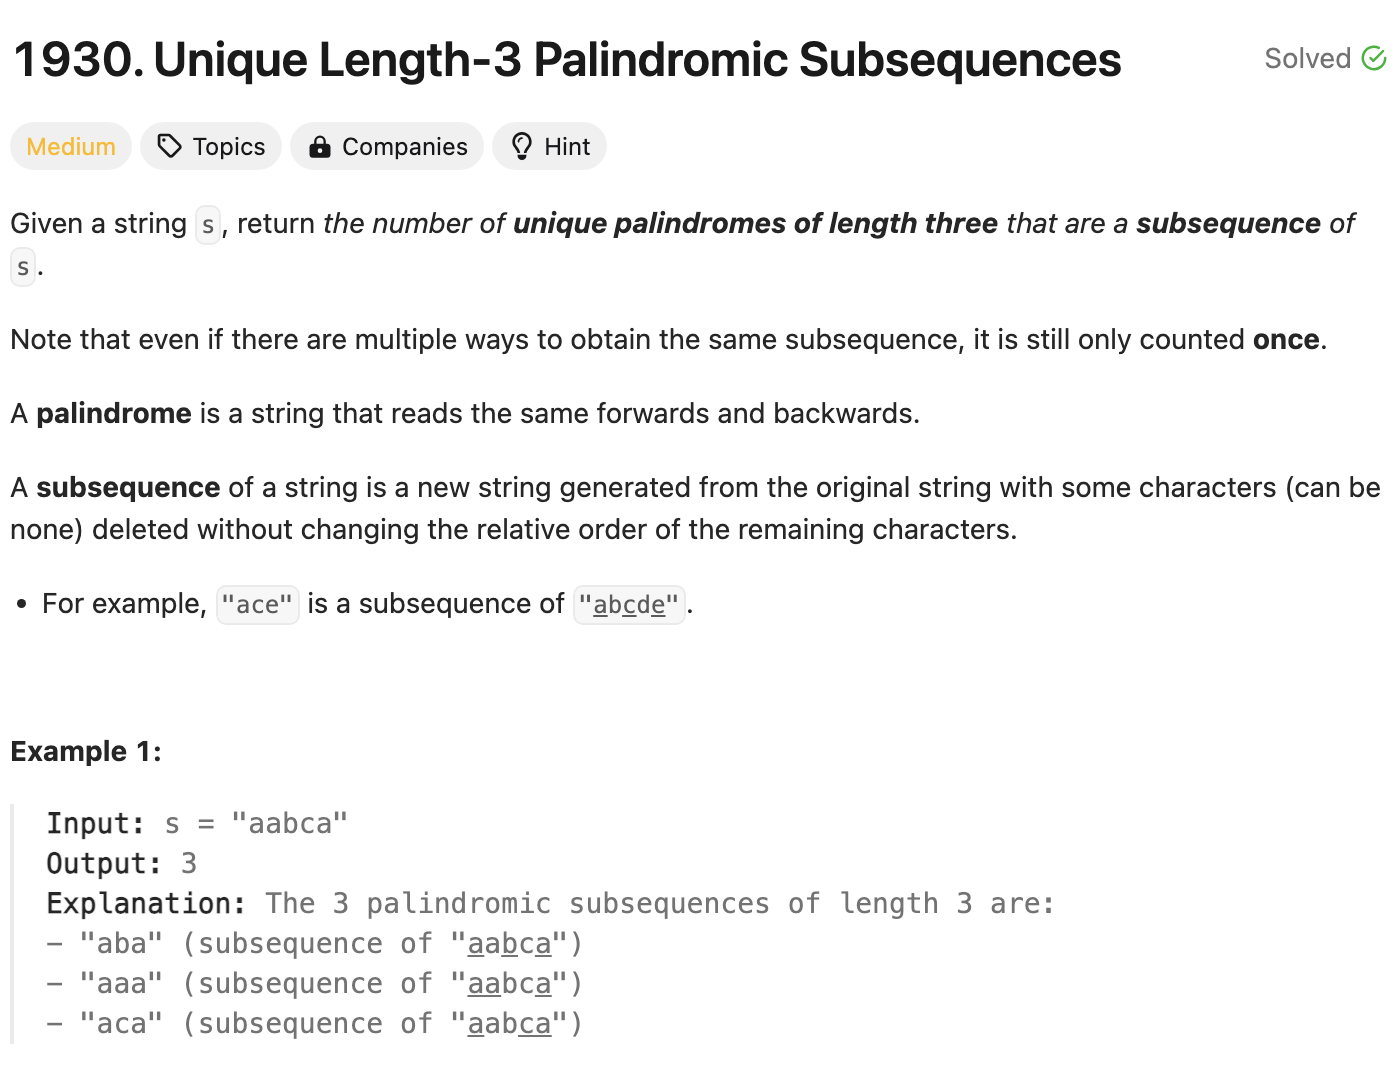 1930. Unique Length-3 Palindromic Subsequences
Solved
Medium Topics Companies Hint
Given a string s, return the number of unique palindromes of length three that are a subsequence of
s.
Note that even if there are multiple ways to obtain the same subsequence, it is still only counted once.
A palindrome is a string that reads the same forwards and backwards.
A subsequence of a string is a new string generated from the original string with some characters (can be
none) deleted without changing the relative order of the remaining characters.
• For example, "ace" is a subsequence of "abcde".
Example 1:
Input: s = "aabca"
Output: 3
Explanation: The 3 palindromic subsequences of length 3 are:
- "aba" (subsequence of "aabca")
- "aaa" (subsequence of "aabca")
- "aca" (subsequence of "aabca")